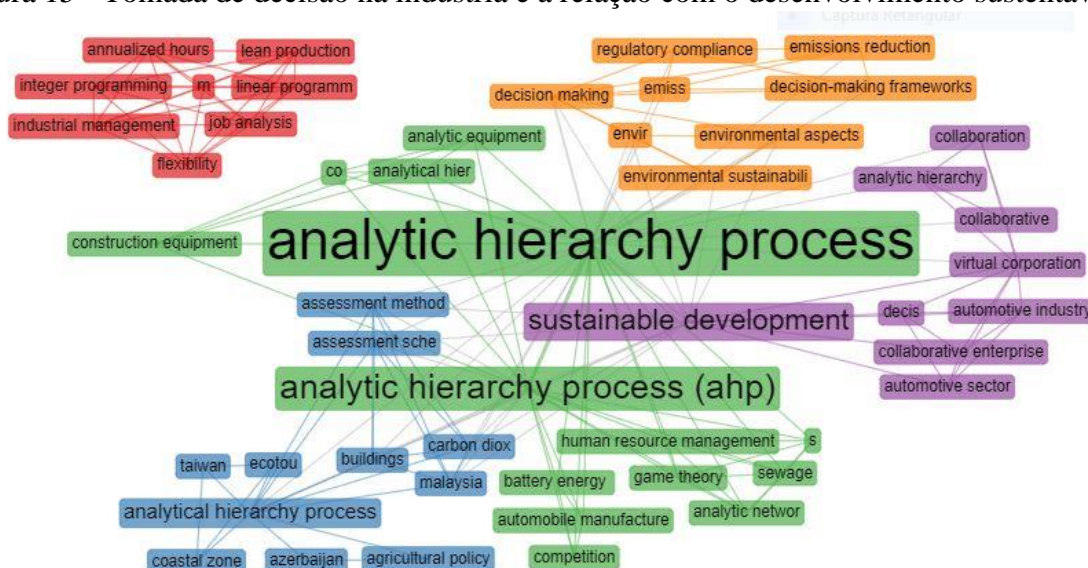 Tomada de decisão na indústria e a relação com o desenvolvimento
Captura Retangular
annualized hours
lean production
regulatory compliance
emissions reduction
integer programming
m
linear programm
decision making
emiss
decision-making frameworks
industrial management
job analysis
analytic equipment
envir
environmental aspects
collaboration
flexibility
co
analytical hier
environmental sustainabili
analytic hierarchy
collaborative
construction equipment
analytic hierarchy process
virtual corporation
assessment method
sustainable development
decis
automotive industry
assessment sche
collaborative enterprise
analytic hierarchy process (ahp)
automotive sector
human resource management
s
carbon diox
buildings
taiwan
ecotou
malaysia
battery energy
game theory
sewage
analytical hierarchy process
automobile manufacture
analytic networ
coastal zone
azerbaijan
agricultural policy
competition